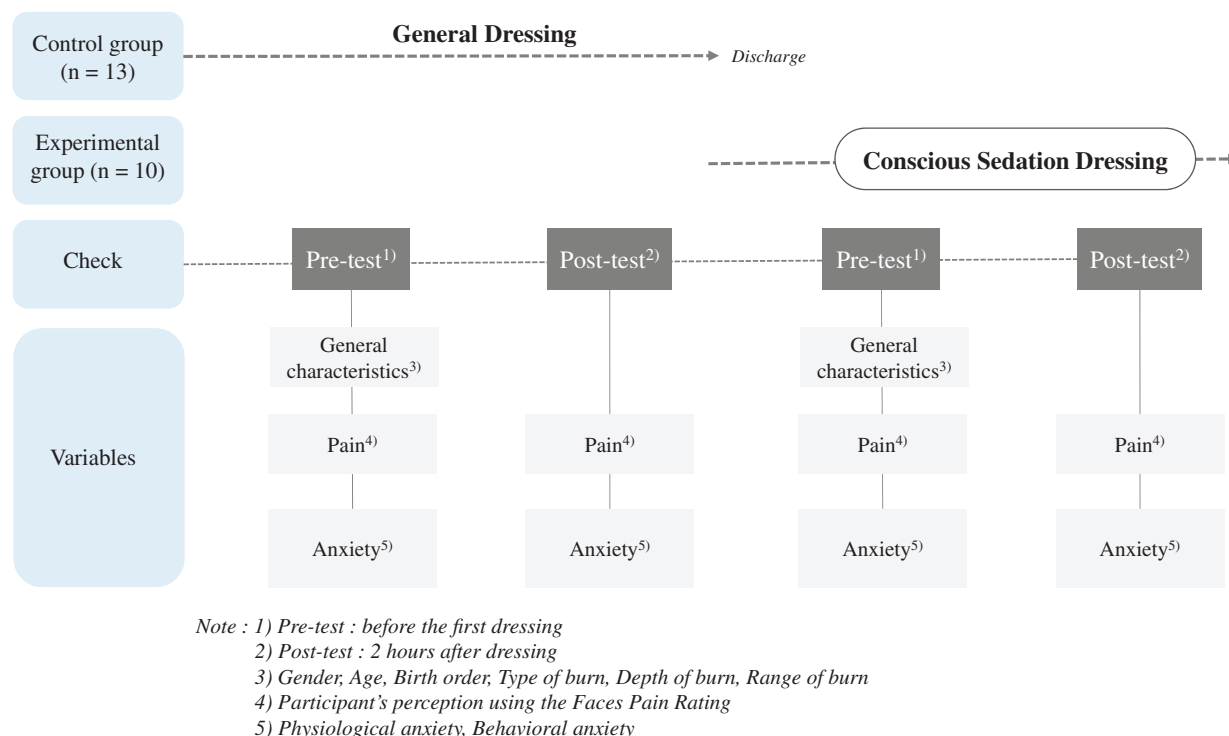 Control group
(n = 13)
General Dressing
Discharge
Experimental
group (n = 10)
Conscious Sedation Dressing
Check
Pre-test1)
Post-test2)
Pre-test1)
Post-test2)
Variables
General
characteristics3)
General
characteristics3)
Pain4)
Pain4)
Pain4)
Pain4)
Anxiety5)
Anxiety5)
Anxiety5)
Anxiety5)
Note : 1) Pre-test : before the first dressing
2) Post-test : 2 hours after dressing
3) Gender, Age, Birth order, Type of burn, Depth of burn, Range of burn
4) Participant's perception using the Faces Pain Rating
5) Physiological anxiety, Behavioral anxiety